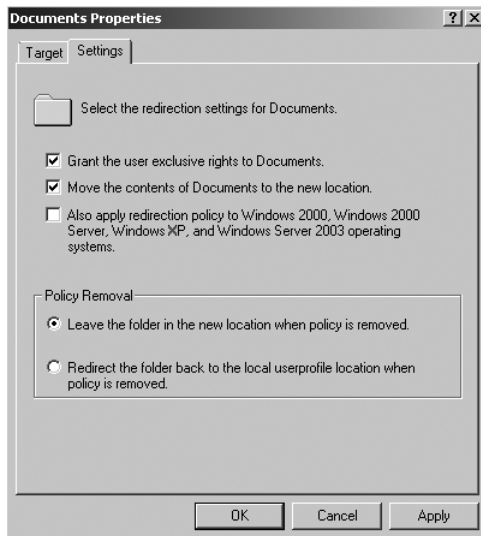 Documents Properties
Target
Settings
Select the redirection settings for Documents.
Grant the user exclusive rights to Documents.
Move the contents of Documents to the new location.
Also apply redirection policy to Windows 2000, Windows 2000
Server, Windows XP, and Windows Server 2003 operating
systems.
Policy Removal
Leave the folder in the new location when policy is removed.
Redirect the folder back to the local userprofile location when
policy is removed.
OK
Cancel
Apply